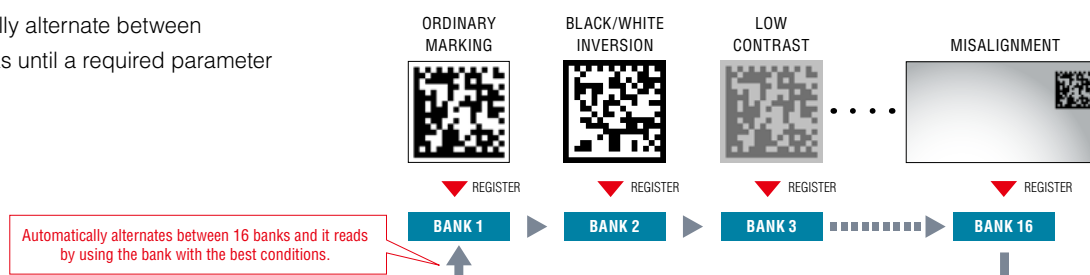 lly alternate between
s until a required parameter
ORDINARY
MARKING
BLACK/WHITE
INVERSION
LOW
CONTRAST
MISALIGNMENT
REGISTER
REGISTER
REGISTER
REGISTER
BANK 1
BANK 2
BANK 3
BANK 16
Automatically alternates between 16 banks and it reads
by using the bank with the best conditions.